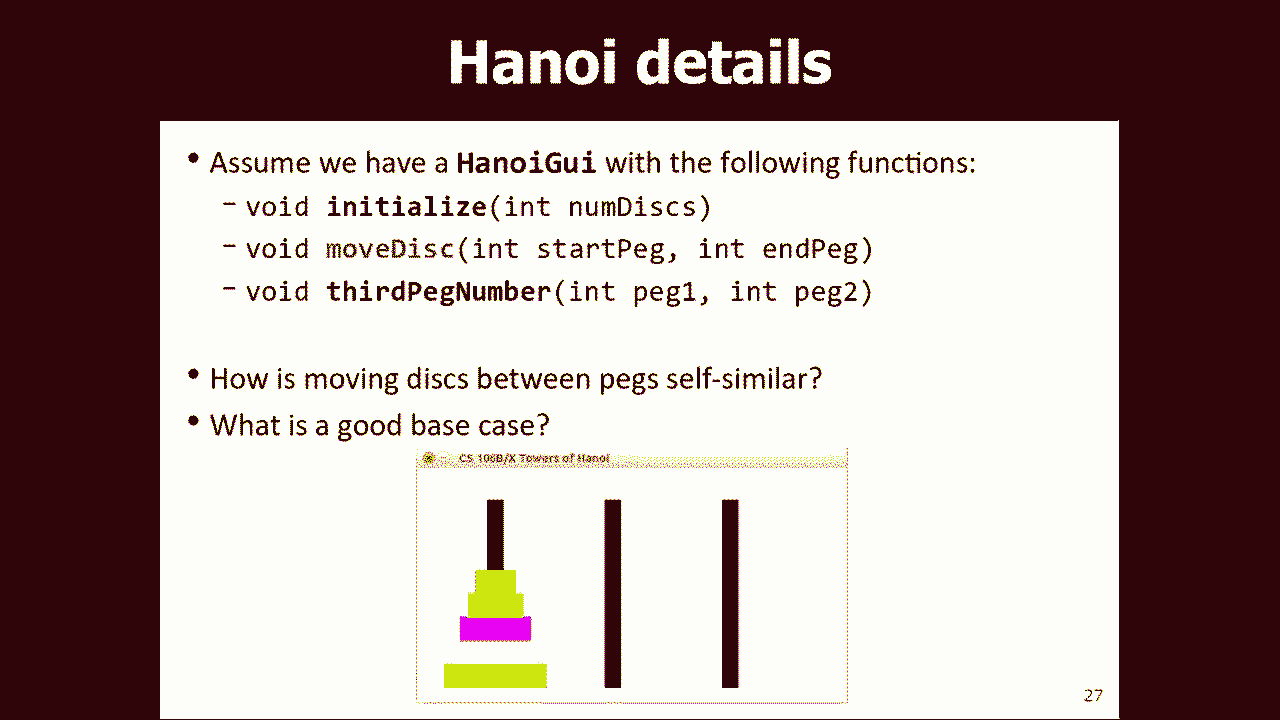 Hanoi details
• Assume we have a HanoiGui with the following functions:
– void initialize(int numDiscs)
– void moveDisc(int startPeg, int endPeg)
– void thirdPegNumber(int peg1, int peg2)
• How is moving discs between pegs self-similar?
• What is a good base case?
CS 106B/X Towers of Hanoi
27